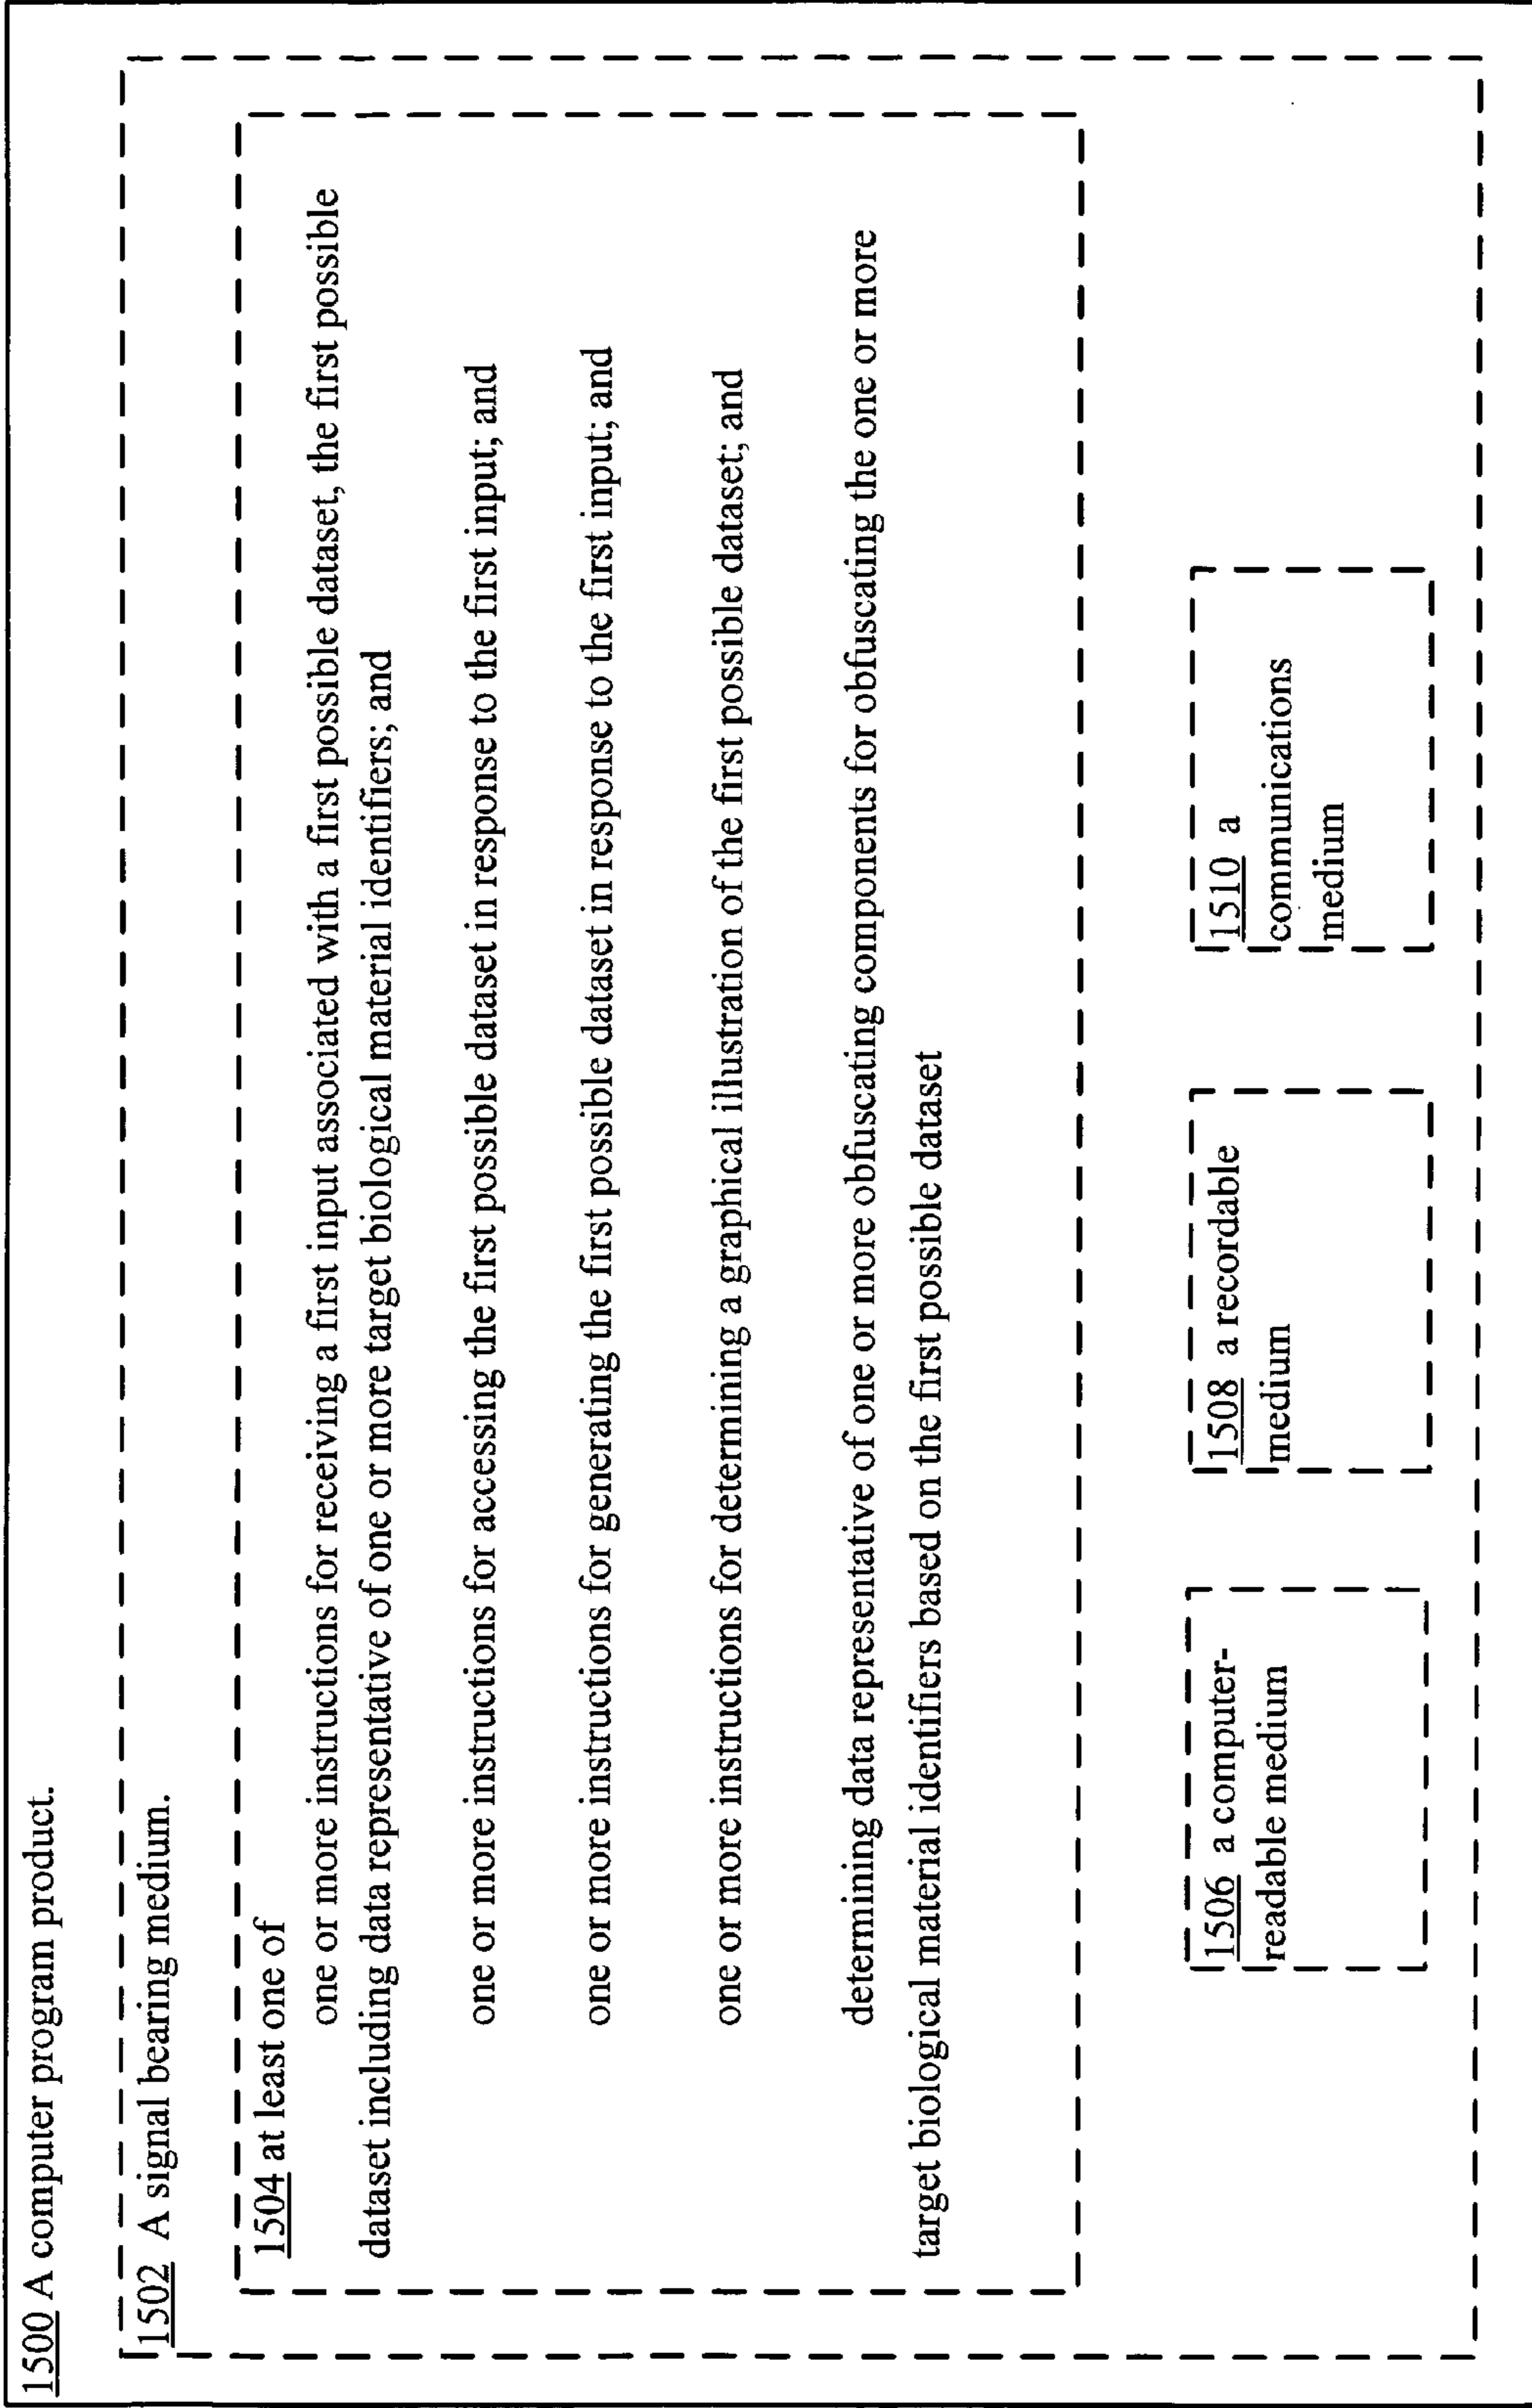 1500 A computer program product.
1502 A signal bearing medium.
1504 at least one of
one or more instructions for receiving a first input associated with a first possible dataset, the first possible
dataset including data representative of one or more target biological material identifiers; and
one or more instructions for accessing the first possible dataset in response to the first input; and
one or more instructions for generating the first possible dataset in response to the first input; and
one or more instructions for determining a graphical illustration of the first possible dataset; and
determining data representative of one or more obfuscating components for obfuscating the one or more
target biological material identifiers based on the first possible dataset
1506 a computer-
readable medium
1508 a recordable
medium
1510 a
communications
medium